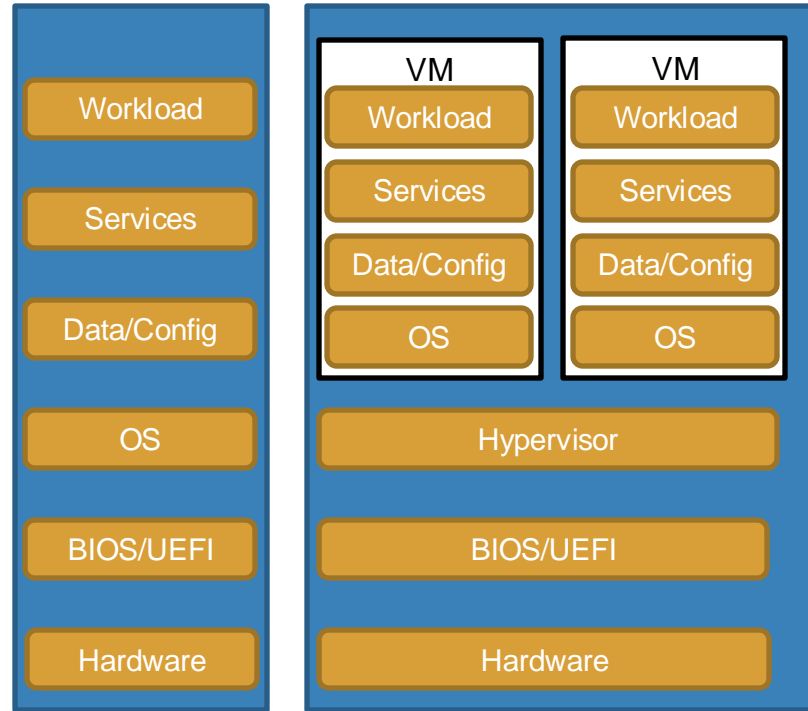 Workload
Services
Data/Config
OS
BIOS/UEFI
Hardware
VM
Workload
Services
Data/Config
OS
VM
Workload
Services
Data/Config
OS
Hypervisor
BIOS/UEFI
Hardware